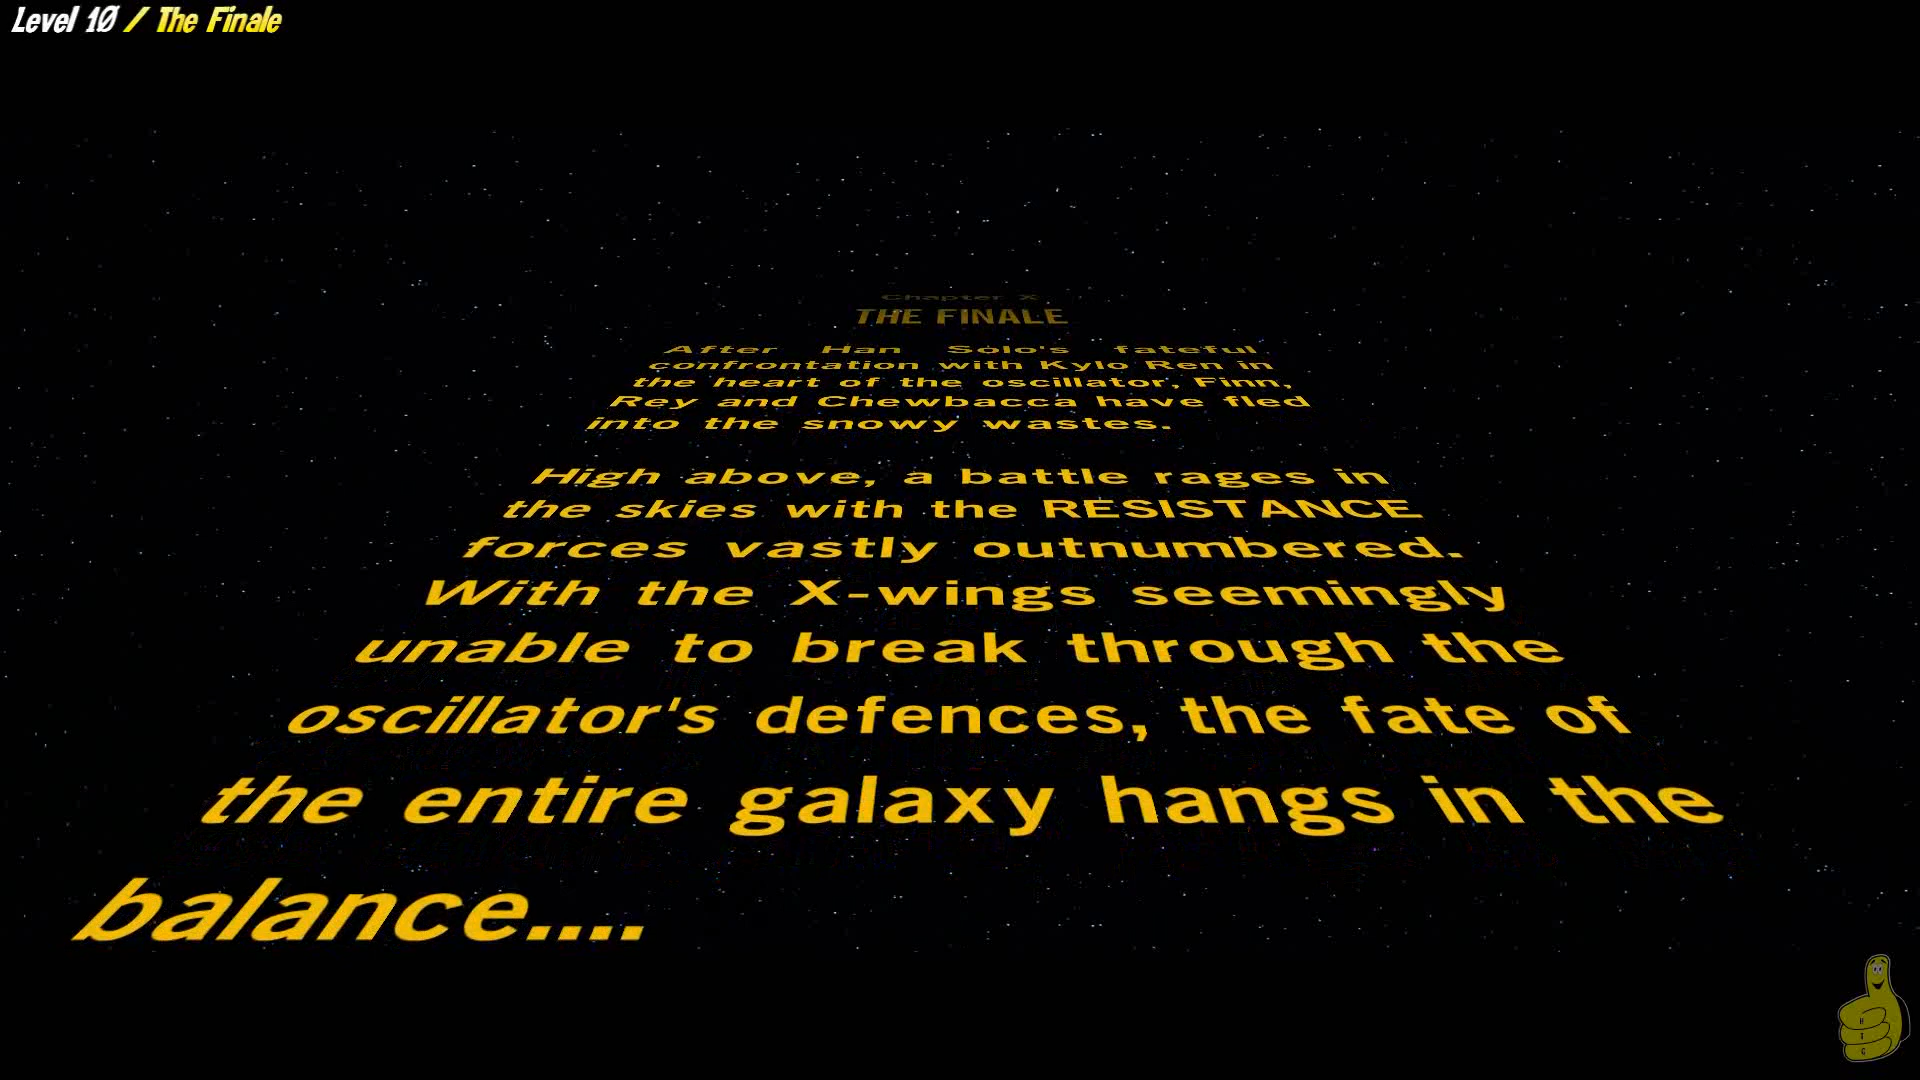 Level 10 / The Finale
Chapter X
THE FINALE
After Han Solo's fateful
confrontation with Kylo Ren in
the heart of the oscillator, Finn,
Rey and Chewbacca have fled
into the snowy wastes.
High above, a battle rages in
the skies with the RESISTANCE
forces vastly outnumbered.
With the X-wings seemingly
unable to break through the
oscillator's defences, the fate of
the entire galaxy hangs in the
balance....
H
T
G